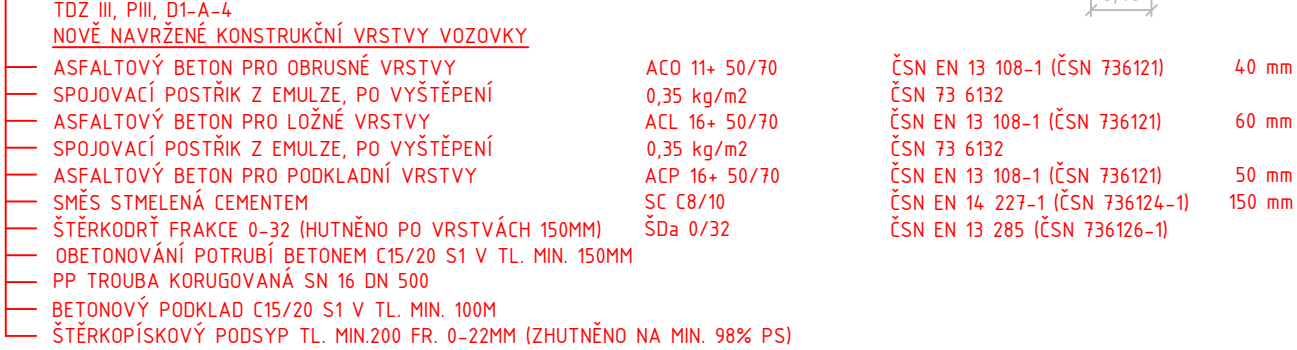 TDZ III, PIII, D1-A-4
NOVĚ NAVRŽENÉ KONSTRUKČNÍ VRSTVY VOZOVKY
ASFALTOVÝ BETON PRO OBRUSNÉ VRSTVY ACO 11+ 50/70 ČSN EN 13 108-1 (ČSN 736121) 40 mm
SPOJOVACÍ POSTŘIK Z EMULZE, PO VYŠTĚPENÍ 0,35 kg/m2 ČSN 73 6132
ASFALTOVÝ BETON PRO LOŽNÉ VRSTVY ACL 16+ 50/70 ČSN EN 13 108-1 (ČSN 736121) 60 mm
SPOJOVACÍ POSTŘIK Z EMULZE, PO VYŠTĚPENÍ 0,35 kg/m2 ČSN 73 6132
ASFALTOVÝ BETON PRO PODKLADNÍ VRSTVY ACP 16+ 50/70 ČSN EN 13 108-1 (ČSN 736121) 50 mm
SMĚS STMELENÁ CEMENTEM SC C8/10 ČSN EN 14 227-1 (ČSN 736124-1) 150 mm
ŠTĚRKODRŤ FRAKCE 0-32 (HUTNĚNO PO VRSTVÁCH 150MM) ŠDa 0/32 ČSN EN 13 285 (ČSN 736126-1)
OBETONOVÁNÍ POTRUBÍ BETONEM C15/20 S1 V TL. MIN. 150MM
PP TROUBA KORUGOVANÁ SN 16 DN 500
BETONOVÝ PODKLAD C15/20 S1 V TL. MIN. 100M
ŠTĚRKOPÍSKOVÝ PODSYP TL. MIN.200 FR. 0-22MM (ZHUTNĚNO NA MIN. 98% PS)